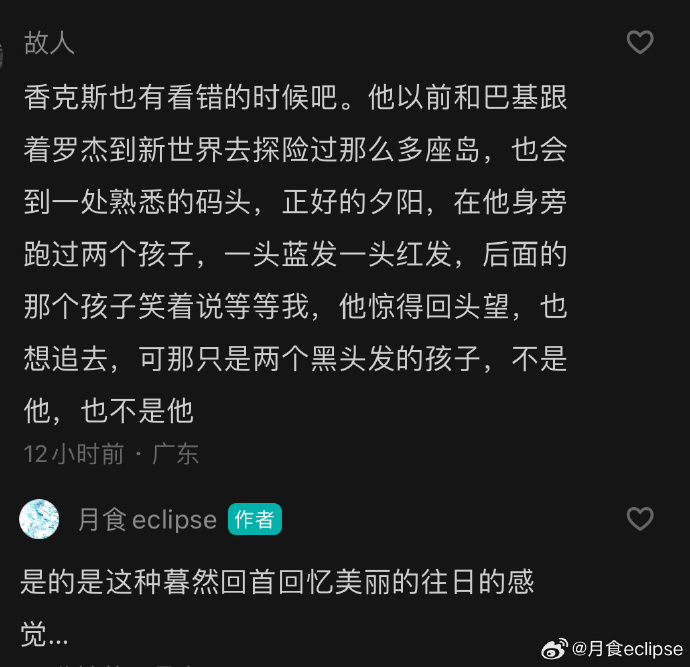 故人
香克斯也有看错的时候吧。他以前和巴基跟
着罗杰到新世界去探险过那么多座岛，也会
到一处熟悉的码头，正好的夕阳，在他身旁
跑过两个孩子，一头蓝发一头红发，后面的
那个孩子笑着说等等我，他惊得回头望，也
想追去，可那只是两个黑头发的孩子，不是
他，也不是他
12小时前 · 广东
月食eclipse 作者
是的是这种暮然回首回忆美丽的往日的感
觉...
@月食eclipse